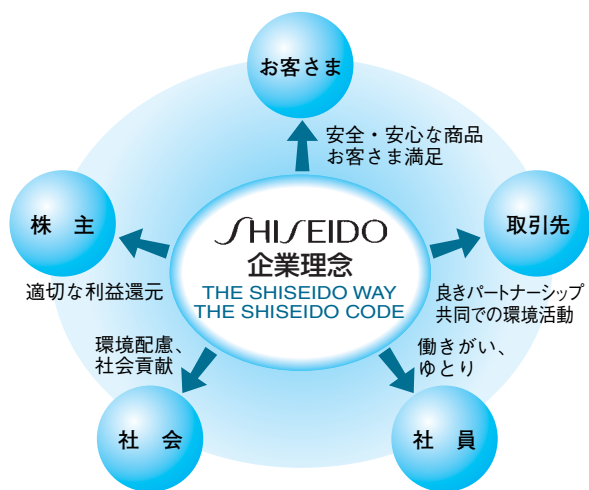 お客さま
安全・安心な商品
お客さま満足
株 主
取引先
SHISEIDO
企業理念
THE SHISEIDO WAY
THE SHISEIDO CODE
適切な利益還元
良きパートナーシップ
共同での環境活動
環境配慮、
社会貢献
働きがい、
ゆとり
社 会
社 員